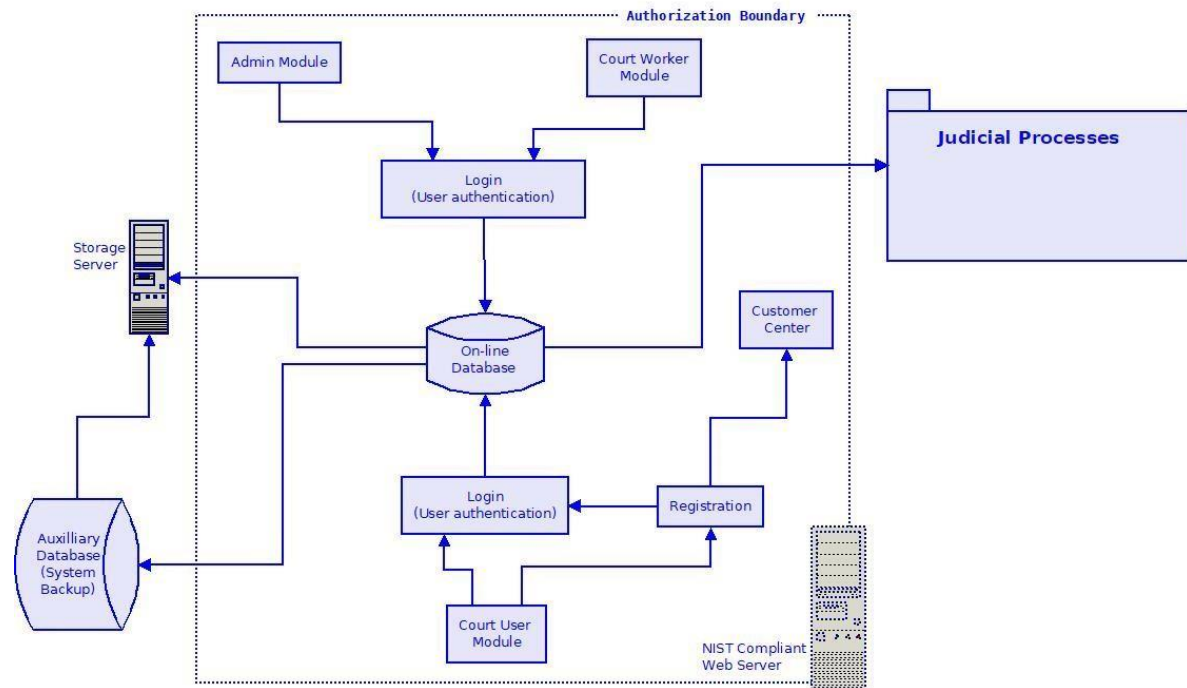 Authorization Boundary
Admin Module
Court Worker
Module
Judicial Processes
Login
(User authentication)
Storage
Server
Customer
Center
On-line
Database
Login
(User authentication)
Registration
Auxilliary
Database
(System
Backup)
Court User
Module
NIST Compliant
Web Server